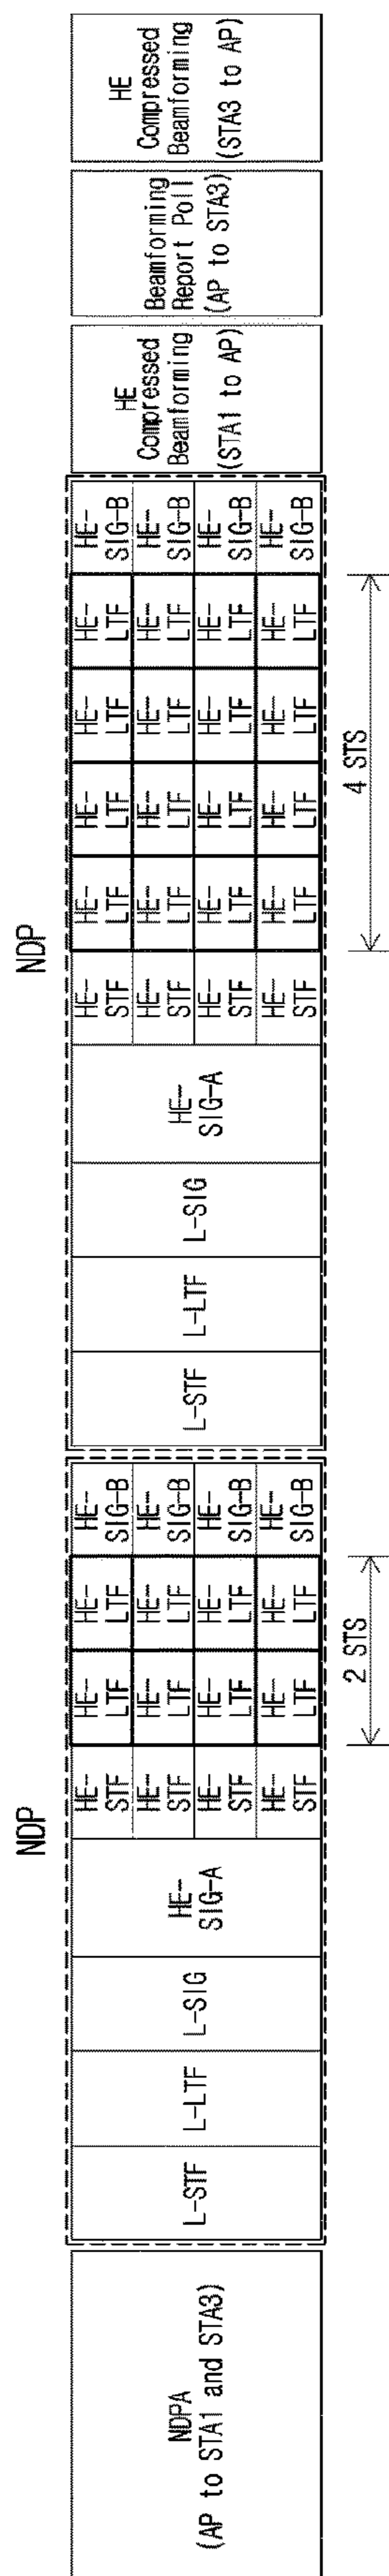 NDPA
(AP to STA1 and STA3)
NDP
L-STF
L-LTF
L-SIG
HE-
SIG-A
HE-
STF
HE-
STF
HE-
STF
HE-
STF
HE-
LTF
HE-
LTF
HE-
LTF
HE-
LTF
HE-
LTF
HE-
LTF
HE-
LTF
HE-
LTF
HE-
SIG-B
HE-
SIG-B
HE-
SIG-B
HE-
SIG-B
2 STS
NDP
L-STF
L-LTF
L-SIG
HE-
SIG-A
HE-
STF
HE-
STF
HE-
STF
HE-
STF
HE-
LTF
HE-
LTF
HE-
LTF
HE-
LTF
HE-
LTF
HE-
LTF
HE-
LTF
HE-
LTF
HE-
LTF
HE-
LTF
HE-
LTF
HE-
LTF
HE-
LTF
HE-
LTF
HE-
LTF
HE-
LTF
HE-
SIG-B
HE-
SIG-B
HE-
SIG-B
HE-
SIG-B
4 STS
HE
Compressed
Beamforming
(STA1 to AP)
Beamforming
Report Poll
(AP to STA3)
HE
Compressed
Beamforming
(STA3 to AP)